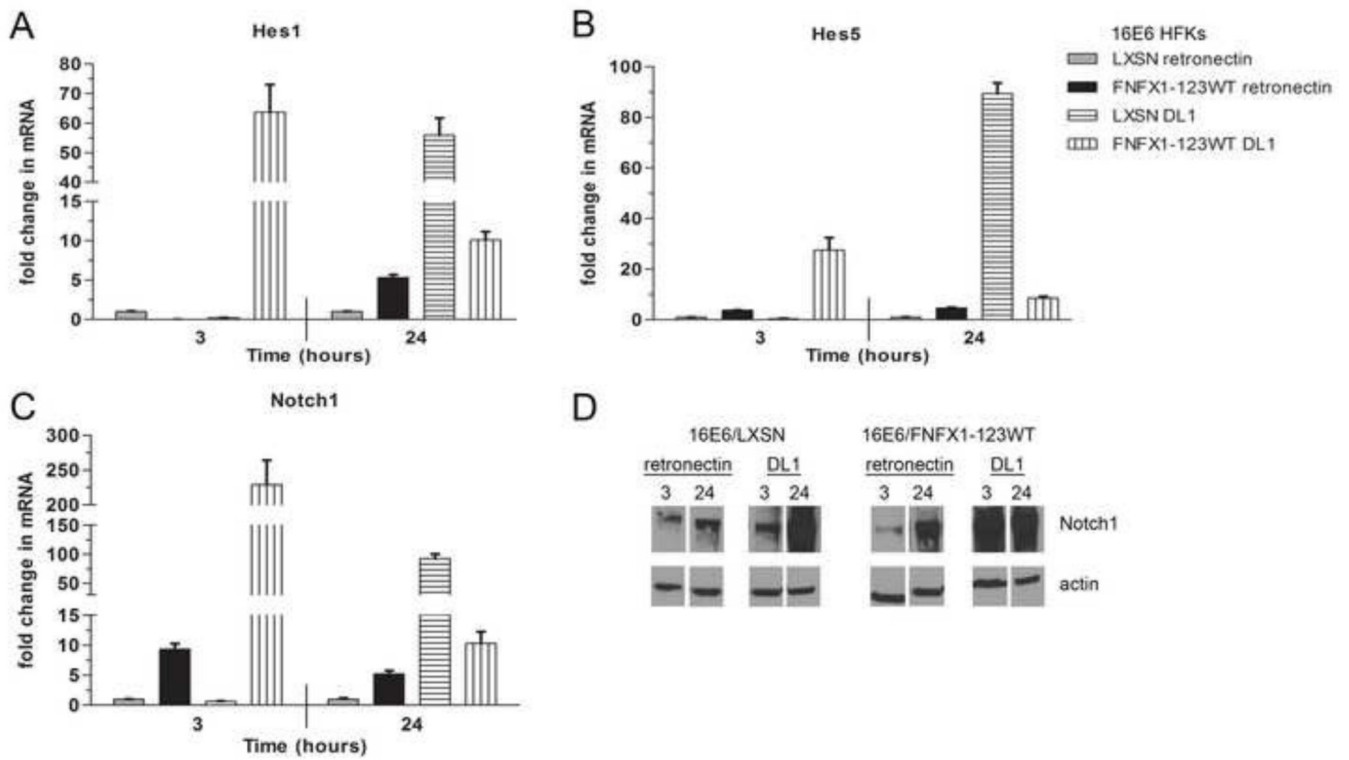 A
Hes1
fold change in mRNA
80
70
60
50
40
15
10
5
0
3
24
Time (hours)
B
Hes5
fold change in mRNA
100
80
60
40
20
0
3
24
Time (hours)
16E6 HFKs
LXSN retronectin
FNFX1-123WT retronectin
LXSN DL1
FNFX1-123WT DL1
C
Notch1
fold change in mRNA
300
250
200
150
100
50
15
10
5
0
3
24
Time (hours)
D
16E6/LXSN 16E6/FNFX1-123WT
retronectin DL1 retronectin DL1
3 24 3 24 3 24 3 24
Notch1
actin